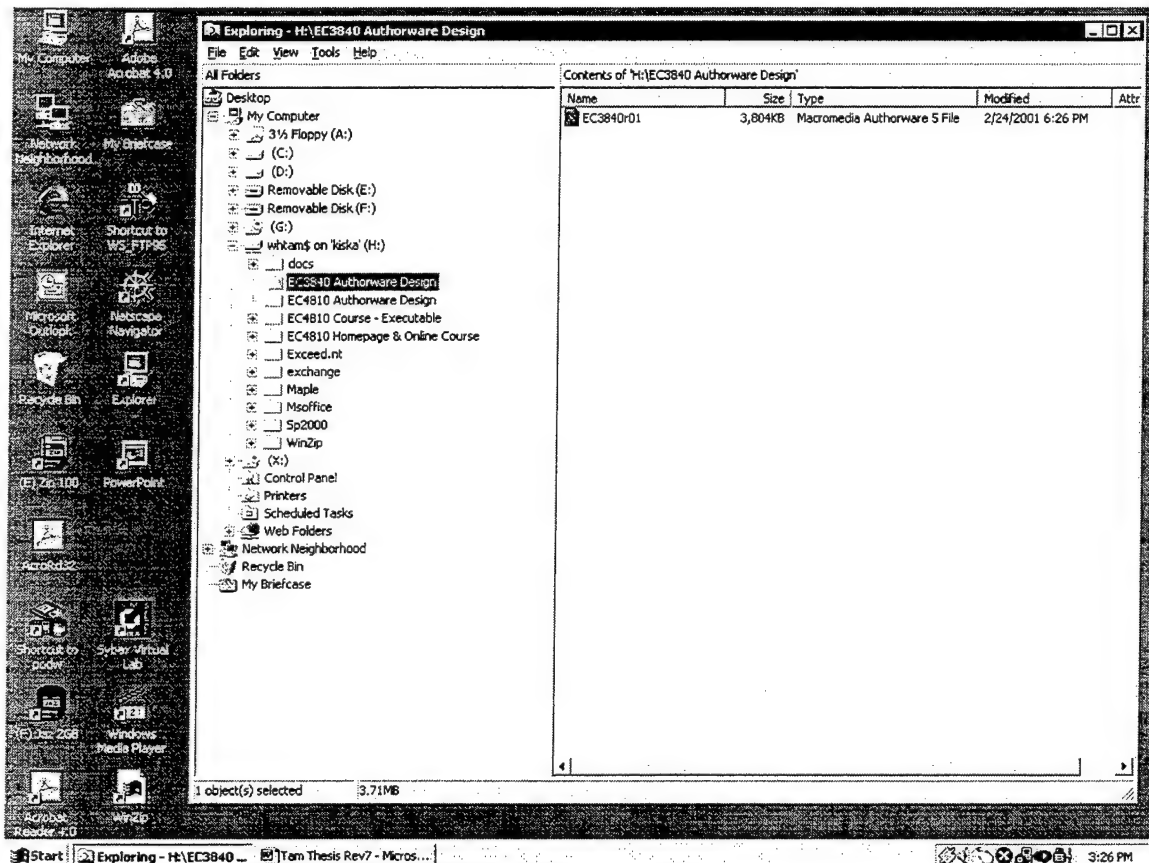 My Computer
Adobe Acrobat 4.0
Network Neighborhood
My Briefcase
Internet Explorer
Shortcut to WS_FTP95
Microsoft Outlook
Netscape Navigator
Recycle Bin
Explorer
(E) Zip 100
PowerPoint
AcroRd32
Shortcut to
Syber Virtual Lab
(F) Jaz 2GB
Windows Media Player
Acrobat Reader 4.0
WinZip
Exploring - H:\EC3840 Authorware Design
File Edit View Tools Help
All Folders
Desktop
My Computer
3½ Floppy (A:)
(C:)
(D:)
Removable Disk (E:)
Removable Disk (F:)
(G:)
whtam$ on 'kiska' (H:)
docs
EC3840 Authorware Design
EC4810 Authorware Design
EC4810 Course - Executable
EC4810 Homepage & Online Course
Exceed.nt
exchange
Maple
Msoffice
Sp2000
WinZip
(X:)
Control Panel
Printers
Scheduled Tasks
Web Folders
Network Neighborhood
Recycle Bin
My Briefcase
Contents of 'H:\EC3840 Authorware Design'
Name Size Type Modified Attr
EC3840r01 3,804KB Macromedia Authorware 5 File 2/24/2001 6:26 PM
1 object(s) selected 3.71MB
Start Exploring - H:\EC3840 ... Tam Thesis Rev7 - Micros... 3:26 PM